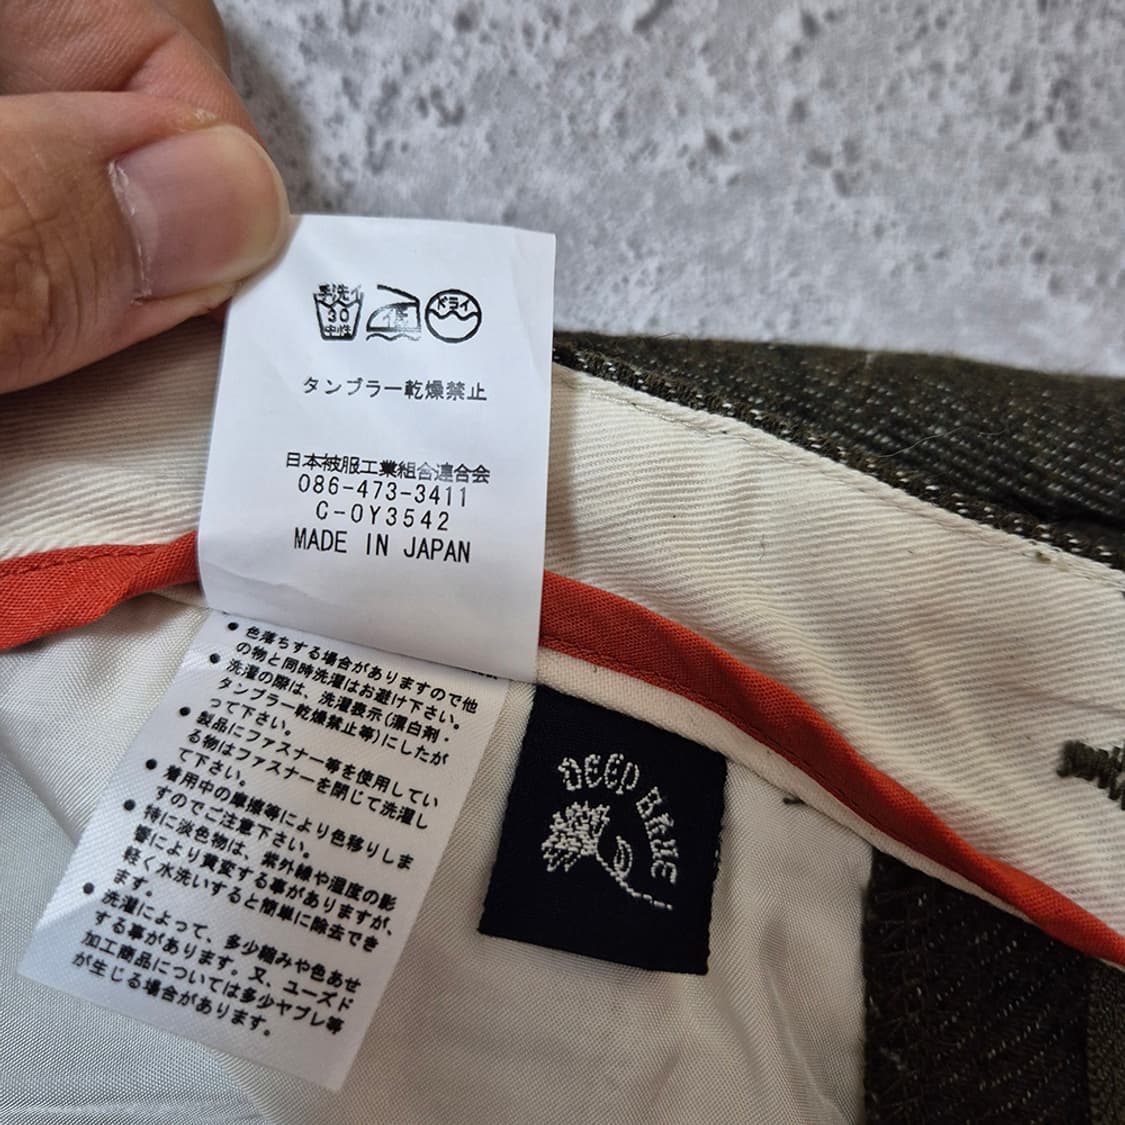 手洗イ
30
中性
ドライ
タンブラー乾燥禁止
日本被服工業組合連合会
086-473-3411
C-0Y3542
MADE IN JAPAN
● 色落ちする場合がありますので他
の物と同時洗濯はお避け下さい。
● 洗濯の際は、洗濯表示(漂白剤・
タンブラー乾燥禁止等)にしたが
って下さい。
● 製品にファスナー等を使用してい
る物はファスナーを閉じて洗濯し
て下さい。
● 着用中の摩擦等により色移りしま
すのでご注意下さい。
● 特に淡色物は、紫外線や湿度の影
響により黄変する事がありますが、
軽く水洗いすると簡単に除去でき
ます。
● 洗濯によって、多少縮みや色あせ
する事があります。又、ユーズド
加工商品については多少ヤブレ等
が生じる場合があります。
DEEP BLUE